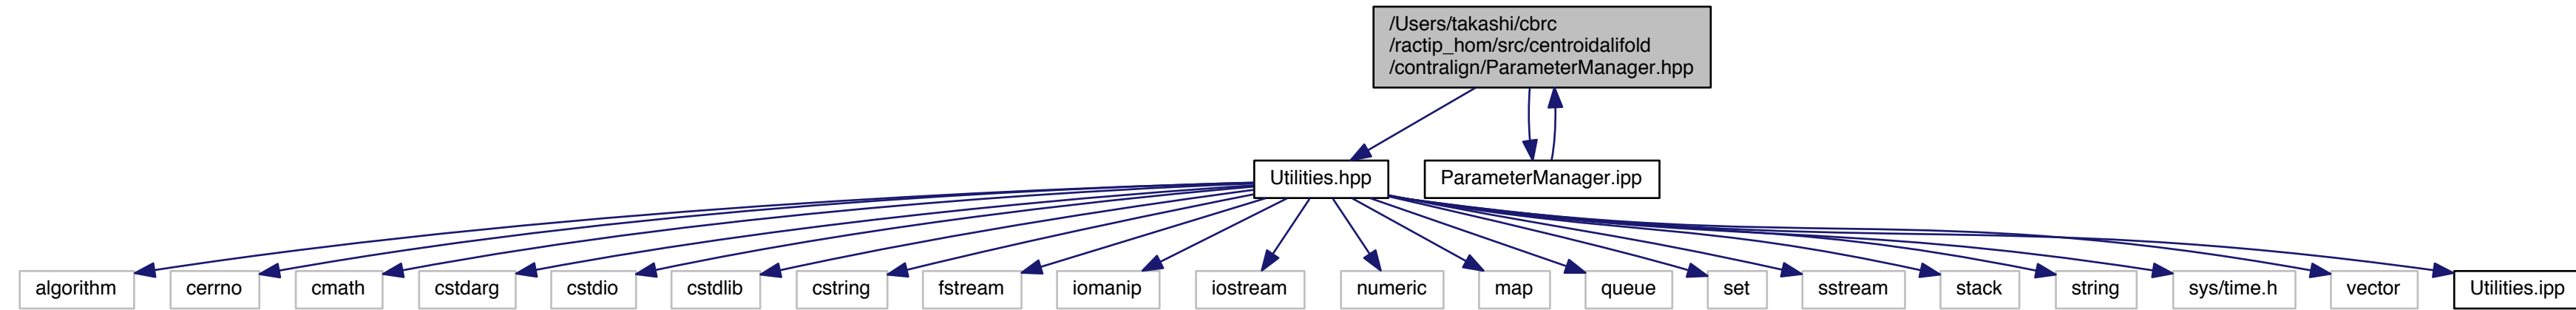 /Users/takashi/cbrc
/ractip_hom/src/centroidalifold
/contralign/ParameterManager.hpp
Utilities.hpp
ParameterManager.ipp
algorithm
cerrno
cmath
cstdarg
cstdio
cstdlib
cstring
fstream
iomanip
iostream
numeric
map
queue
set
sstream
stack
string
sys/time.h
vector
Utilities.ipp